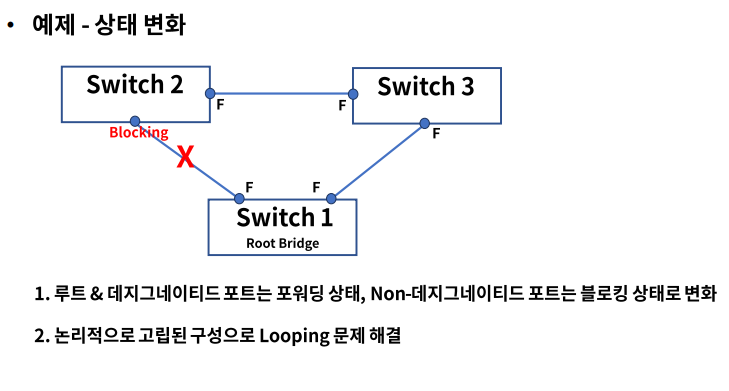 • 예제 - 상태 변화
Switch 2
Switch 3
F
F
Blocking
F
X
F
F
Switch 1
Root Bridge
1. 루트 & 데지그네이티드 포트는 포워딩 상태, Non-데지그네이티드 포트는 블로킹 상태로 변화
2. 논리적으로 고립된 구성으로 Looping 문제 해결